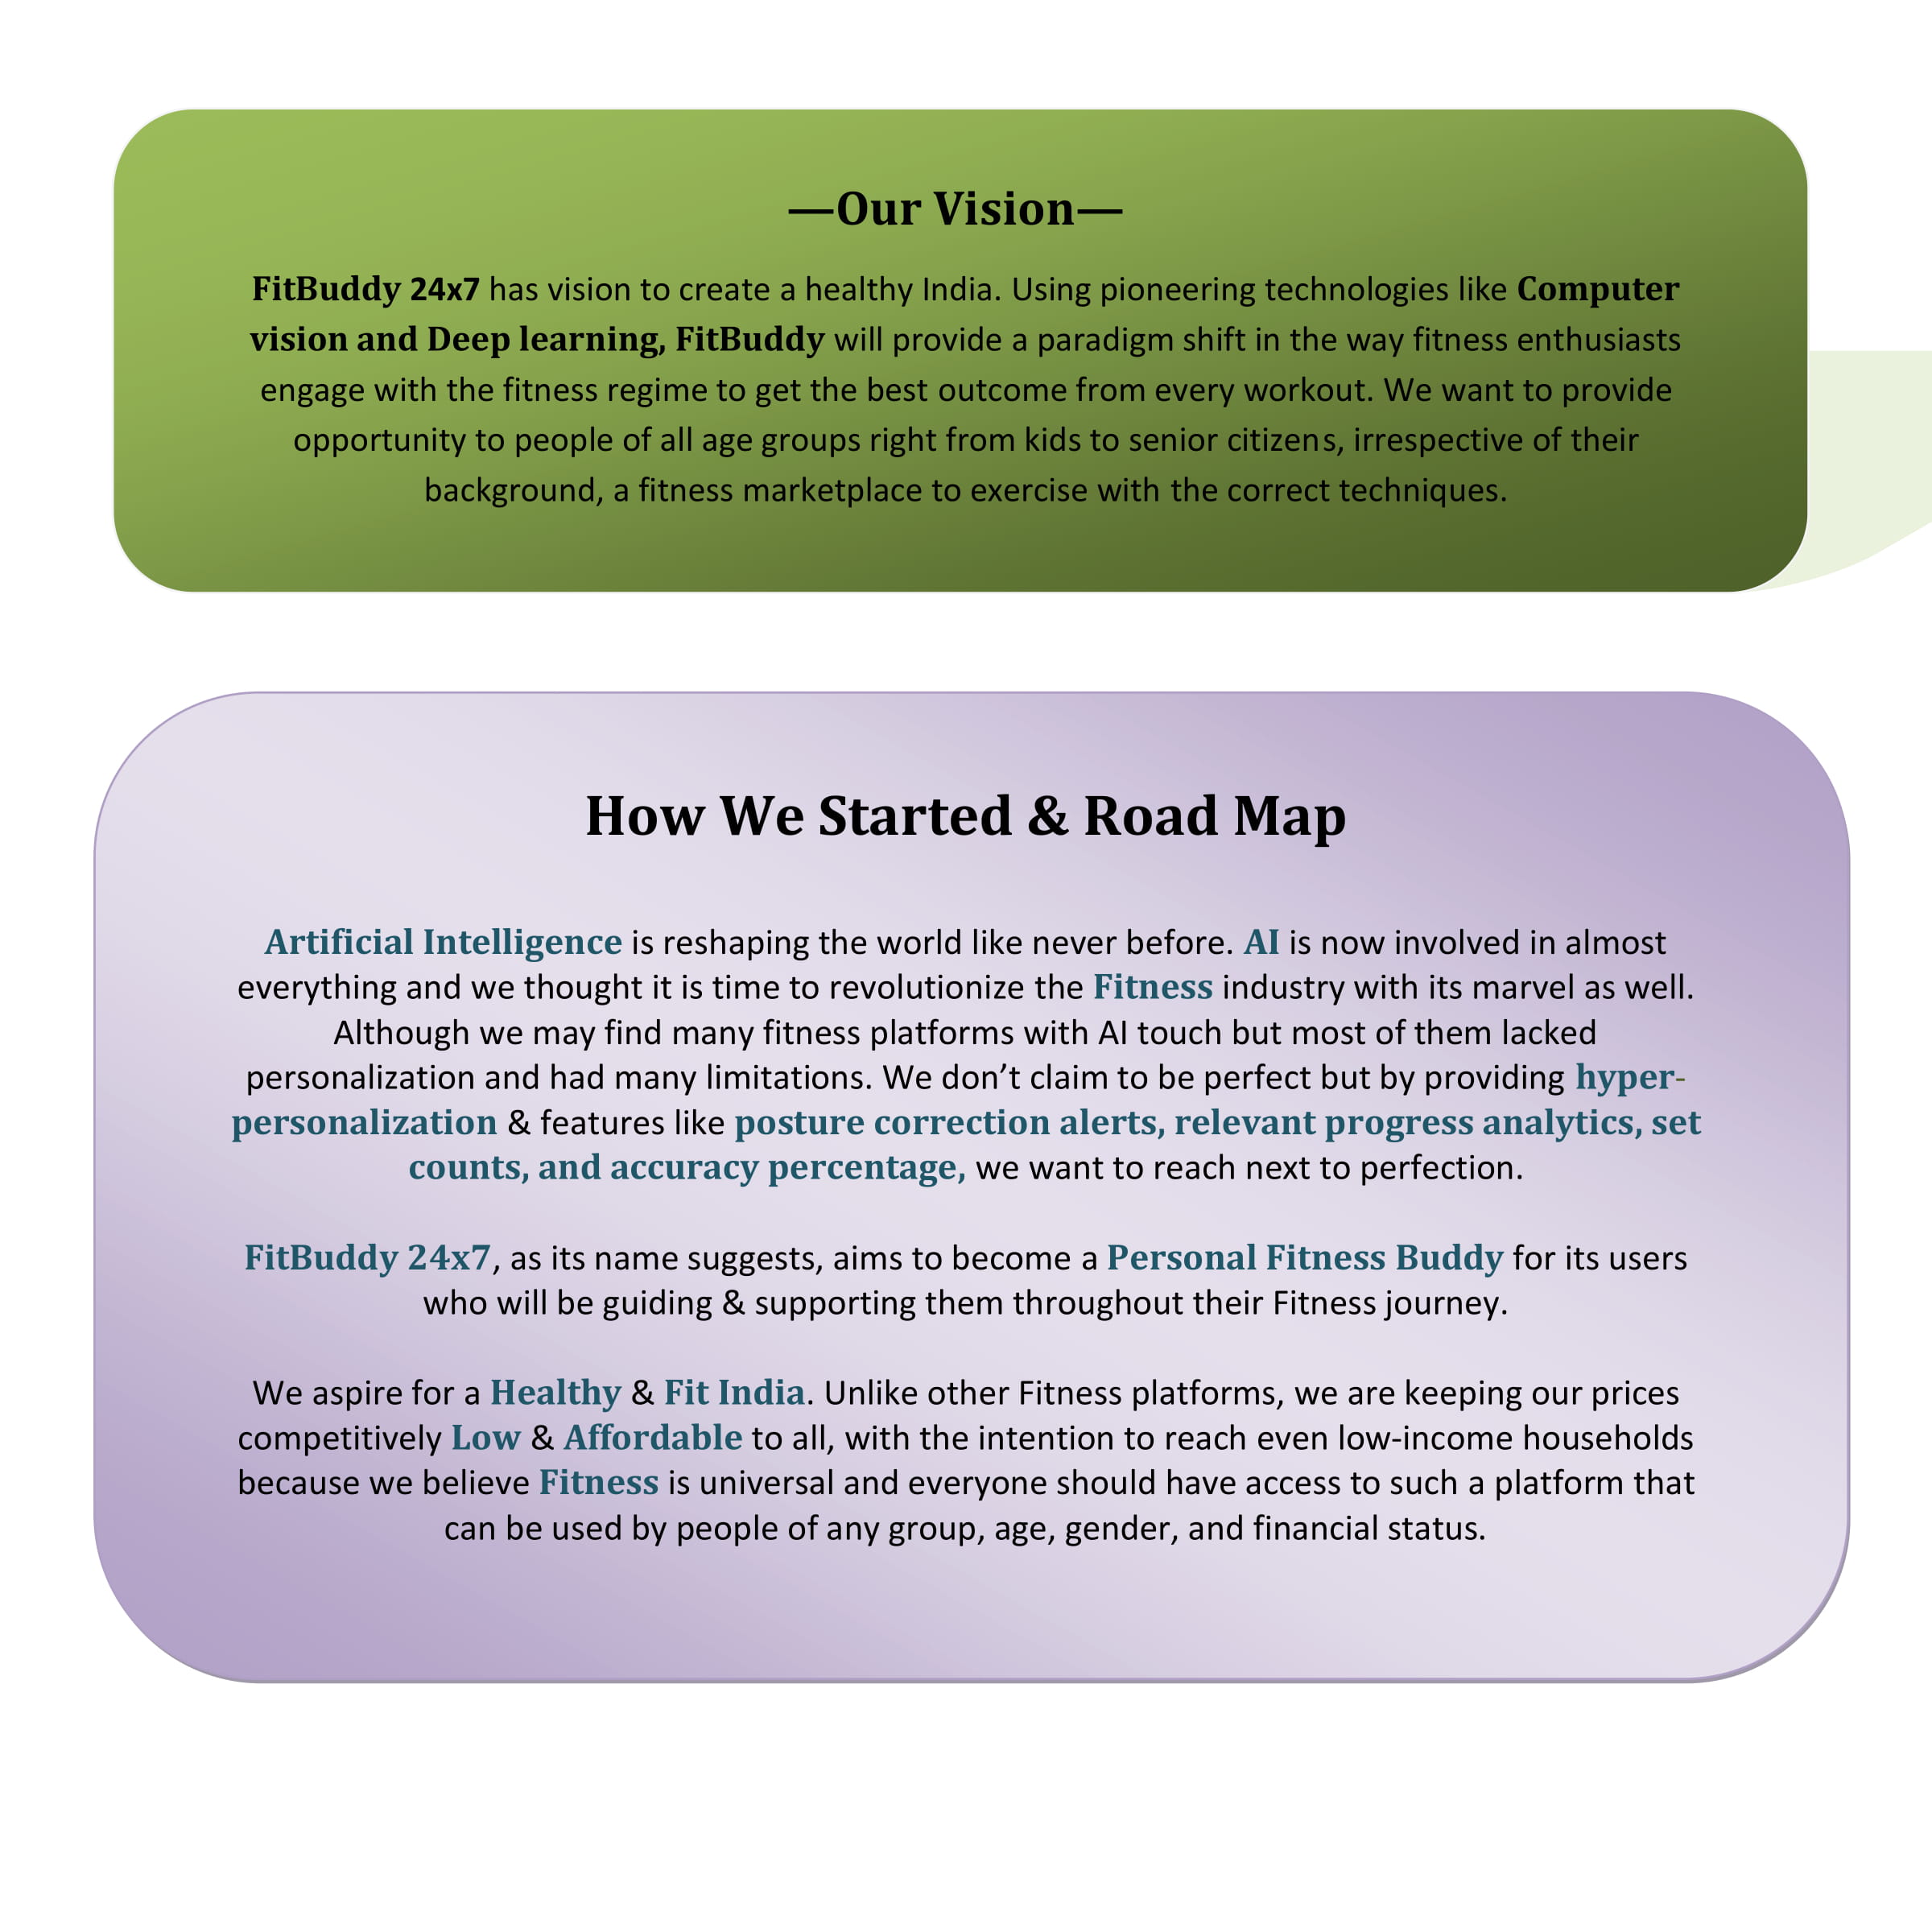 —Our Vision—
FitBuddy 24x7 has vision to create a healthy India. Using pioneering technologies like Computer
vision and Deep learning, FitBuddy will provide a paradigm shift in the way fitness enthusiasts
engage with the fitness regime to get the best outcome from every workout. We want to provide
opportunity to people of all age groups right from kids to senior citizens, irrespective of their
background, a fitness marketplace to exercise with the correct techniques.
How We Started & Road Map
Artificial Intelligence is reshaping the world like never before. AI is now involved in almost
everything and we thought it is time to revolutionize the Fitness industry with its marvel as well.
Although we may find many fitness platforms with AI touch but most of them lacked
personalization and had many limitations. We don’t claim to be perfect but by providing hyper-
personalization & features like posture correction alerts, relevant progress analytics, set
counts, and accuracy percentage, we want to reach next to perfection.
FitBuddy 24x7, as its name suggests, aims to become a Personal Fitness Buddy for its users
who will be guiding & supporting them throughout their Fitness journey.
We aspire for a Healthy & Fit India. Unlike other Fitness platforms, we are keeping our prices
competitively Low & Affordable to all, with the intention to reach even low-income households
because we believe Fitness is universal and everyone should have access to such a platform that
can be used by people of any group, age, gender, and financial status.